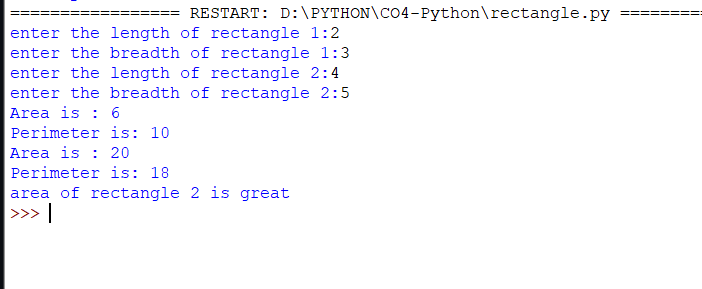 ================= RESTART: D:\PYTHON\CO4-Python\rectangle.py ========
enter the length of rectangle 1:2
enter the breadth of rectangle 1:3
enter the length of rectangle 2:4
enter the breadth of rectangle 2:5
Area is : 6
Perimeter is: 10
Area is : 20
Perimeter is: 18
area of rectangle 2 is great
>>>